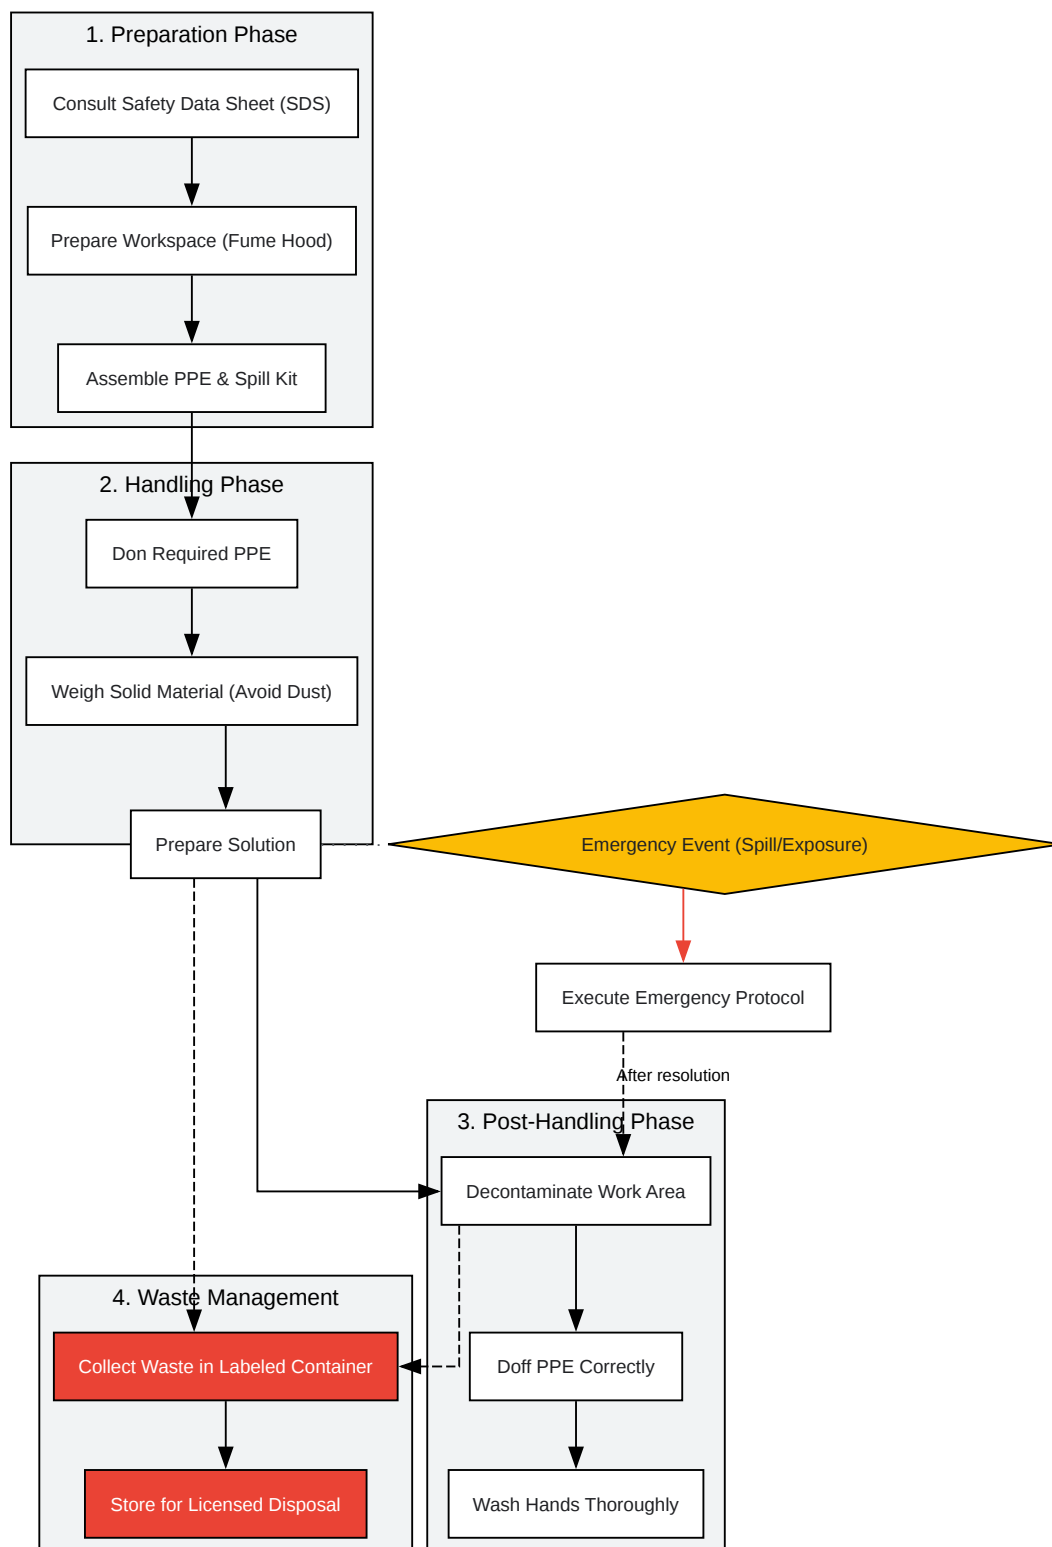 1. Preparation Phase
Consult Safety Data Sheet (SDS)
Prepare Workspace (Fume Hood)
Assemble PPE & Spill Kit
2. Handling Phase
Don Required PPE
Weigh Solid Material (Avoid Dust)
Prepare Solution
Emergency Event (Spill/Exposure)
Execute Emergency Protocol
After resolution
3. Post-Handling Phase
Decontaminate Work Area
4. Waste Management
Collect Waste in Labeled Container
Doff PPE Correctly
Store for Licensed Disposal
Wash Hands Thoroughly